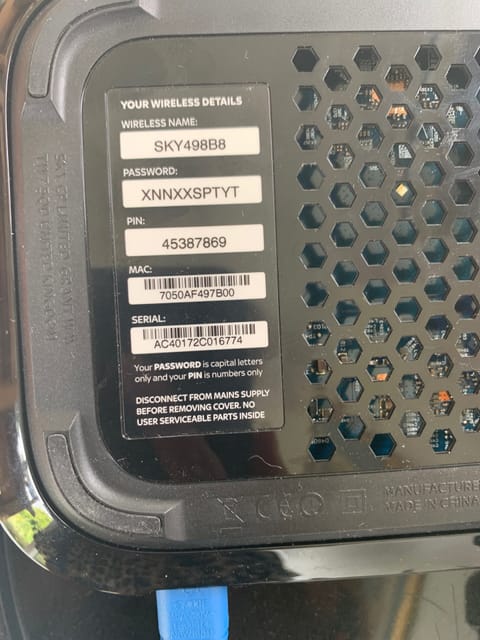 YOUR WIRELESS DETAILS
WIRELESS NAME:
SKY498B8
PASSWORD:
XNNXXSPTYT
PIN:
45387869
MAC:
7050AF497B00
SERIAL:
AC40172C016774
Your PASSWORD is capital letters
only and your PIN is numbers only
DISCONNECT FROM MAINS SUPPLY
BEFORE REMOVING COVER. NO
USER SERVICEABLE PARTS INSIDE
MANUFACTURE
MADE IN CHINA